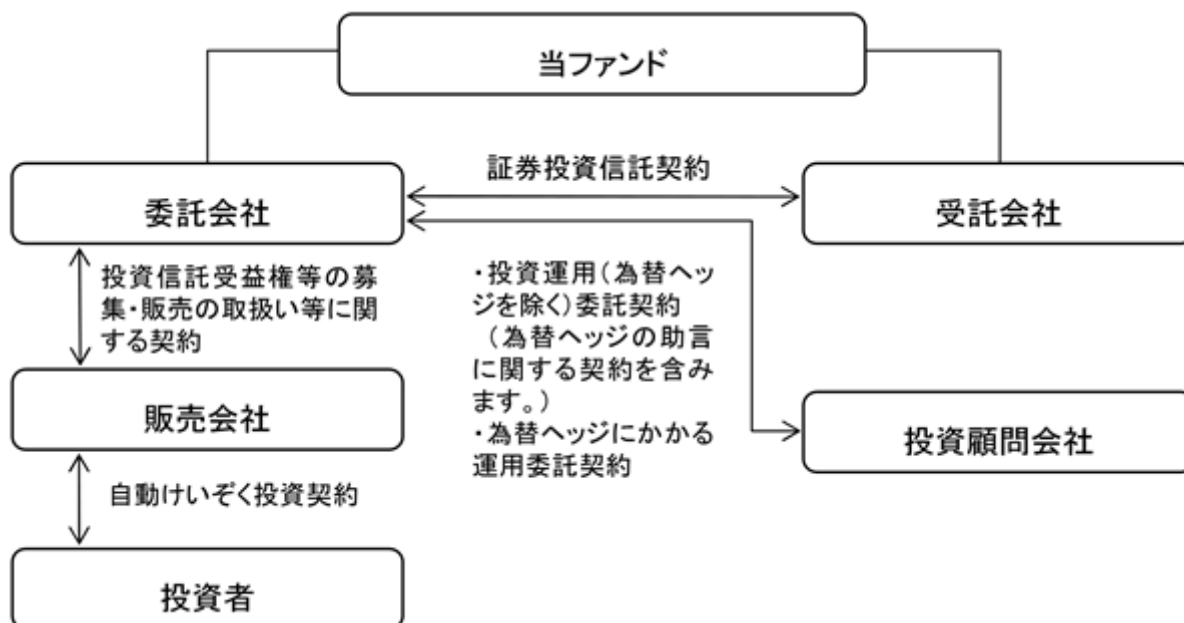 当ファンド
証券投資信託契約
委託会社
受託会社
投資信託受益権等の募
集・販売の取扱い等に関
する契約
・投資運用(為替ヘッ
ジを除く)委託契約
(為替ヘッジの助言
に関する契約を含み
ます。)
・為替ヘッジにかかる
運用委託契約
販売会社
投資顧問会社
自動けいぞく投資契約
投資者